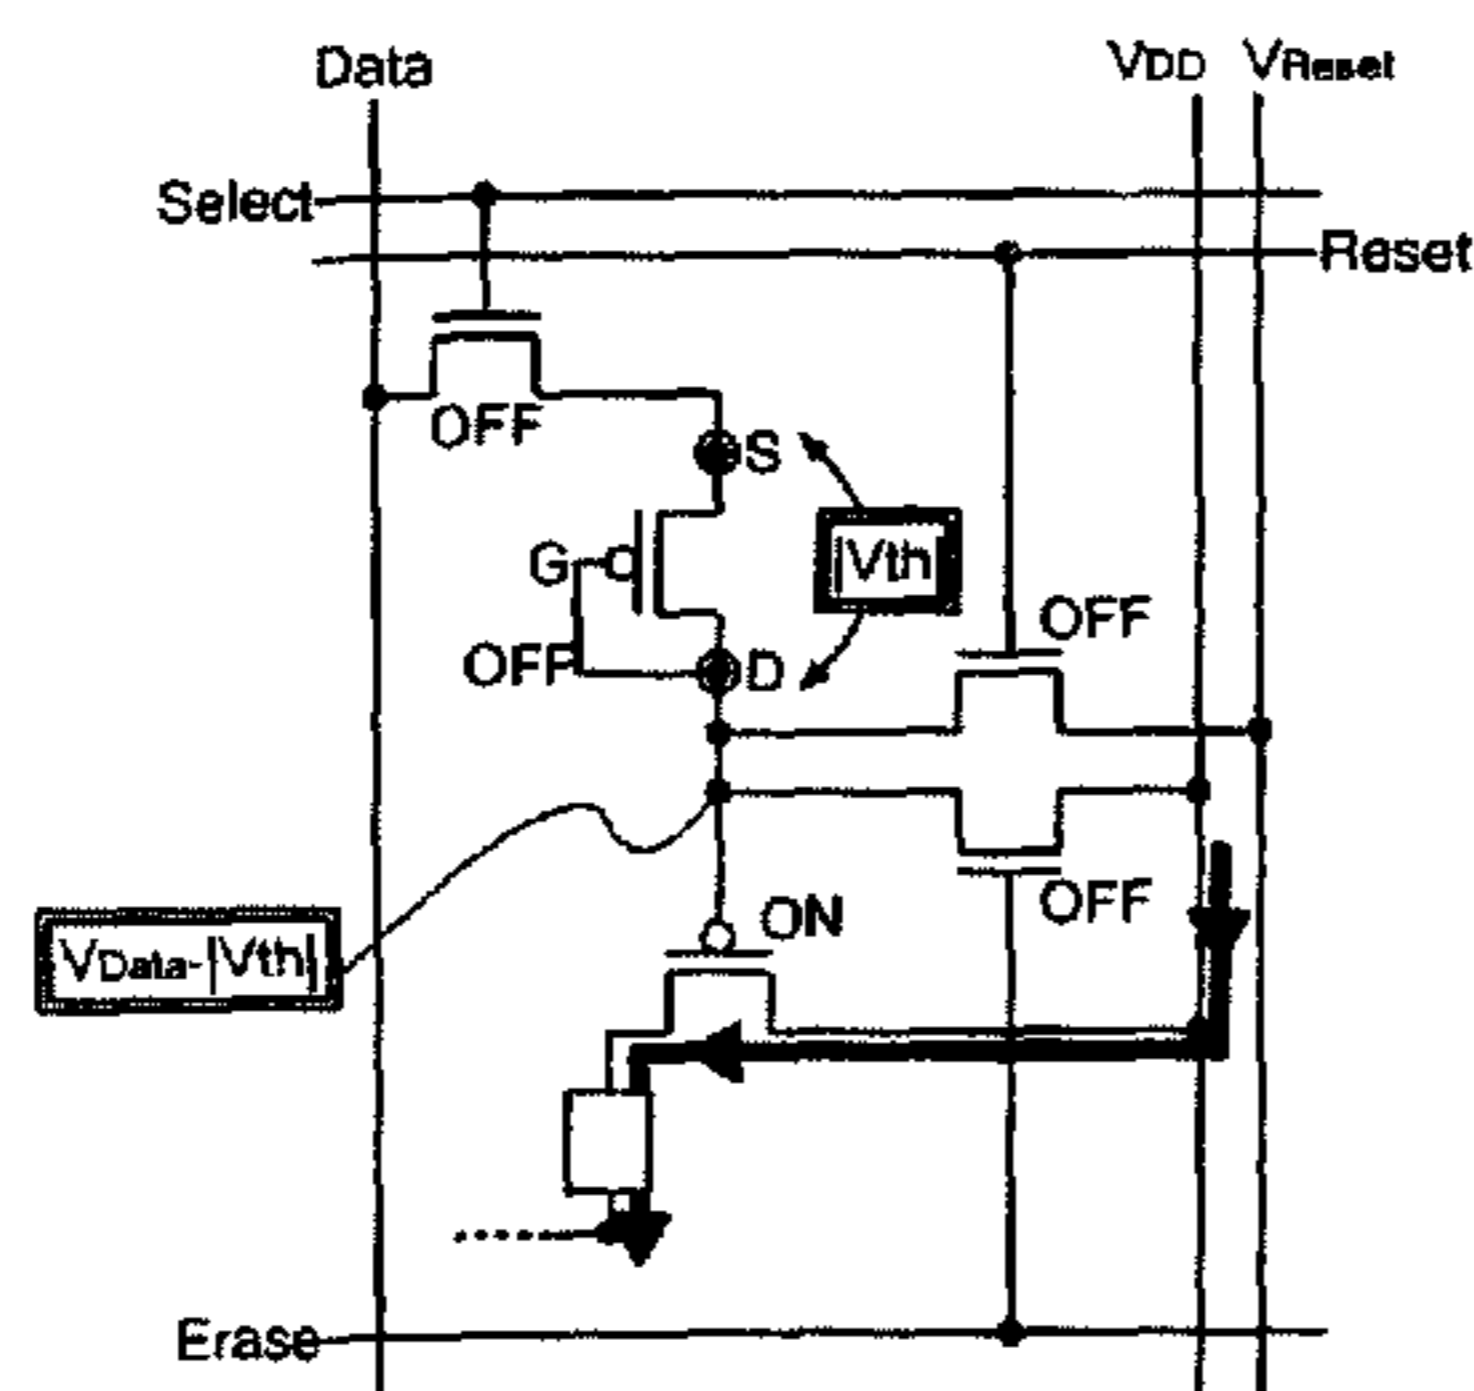 Data
VDD
VReset
Select
Reset
OFF
S
G
|Vth|
OFF
OFF
D
OFF
ON
VData-|Vth|
Erase